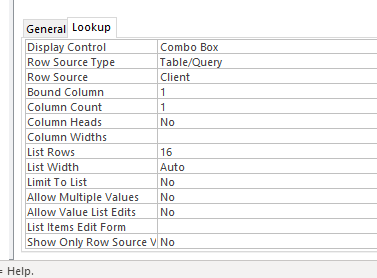 General Lookup
Display Control Combo Box
Row Source Type Table/Query
Row Source Client
Bound Column 1
Column Count 1
Column Heads No
Column Widths
List Rows 16
List Width Auto
Limit To List No
Allow Multiple Values No
Allow Value List Edits No
List Items Edit Form
Show Only Row Source V No
= Help.